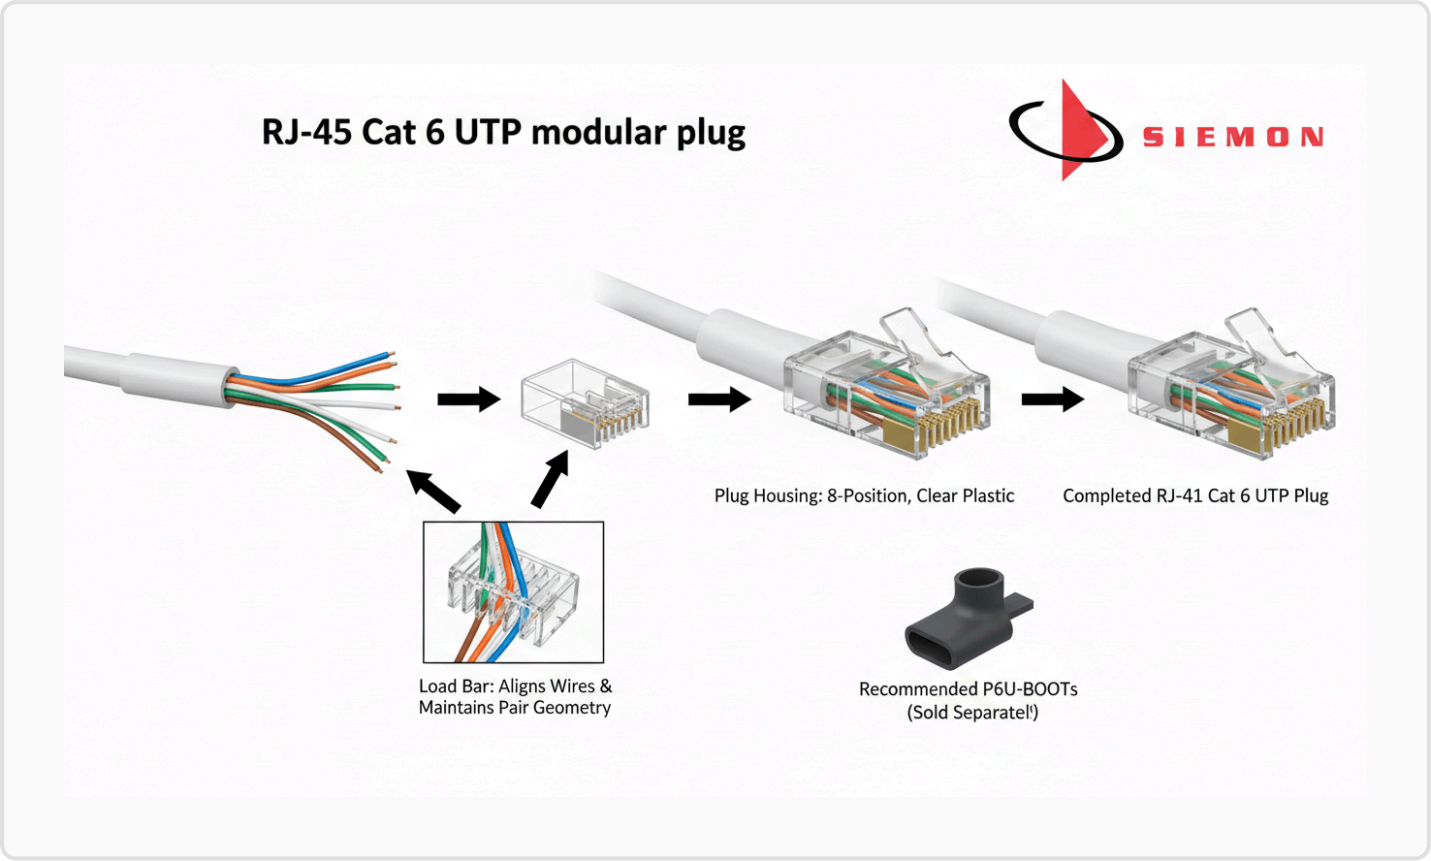 RJ-45 Cat 6 UTP modular plug
SIEMON
Plug Housing: 8-Position, Clear Plastic
Completed RJ-41 Cat 6 UTP Plug
Load Bar: Aligns Wires &
Maintains Pair Geometry
Recommended P6U-BOOTs
(Sold